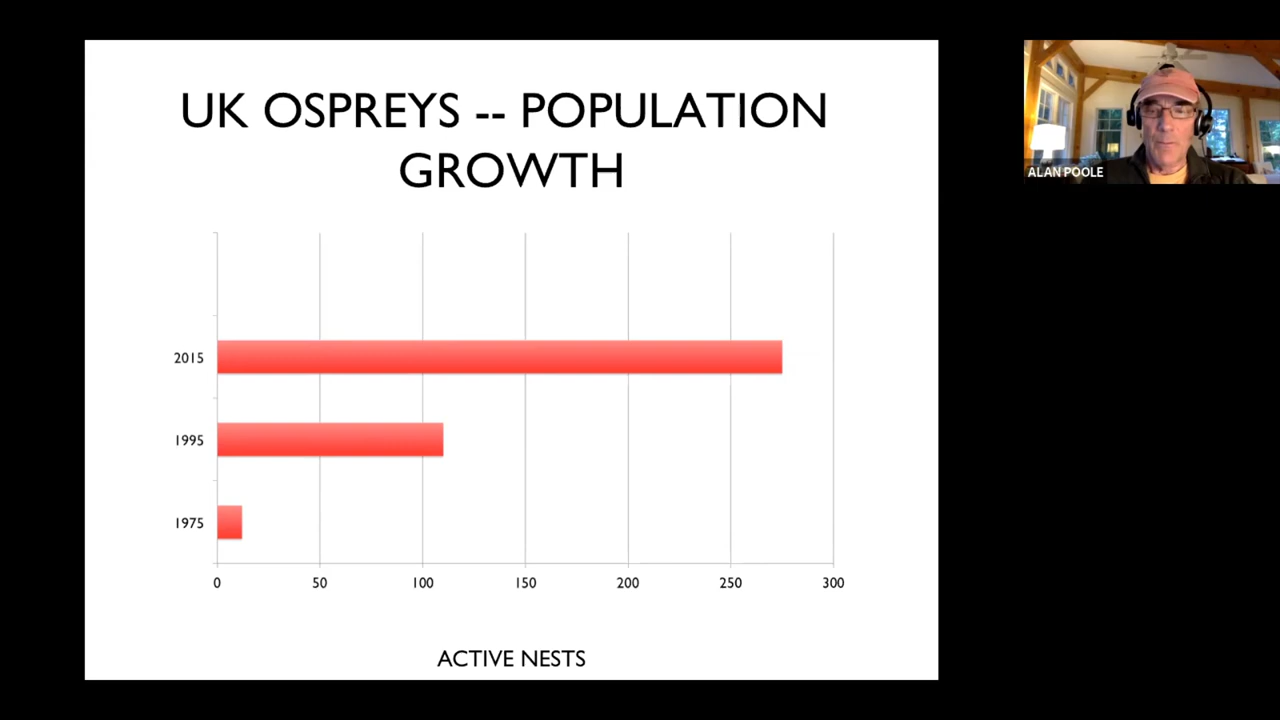 UK OSPREYS -- POPULATION
GROWTH
2015
1995
1975
0 50 100 150 200 250 300
ACTIVE NESTS
ALAN POOLE